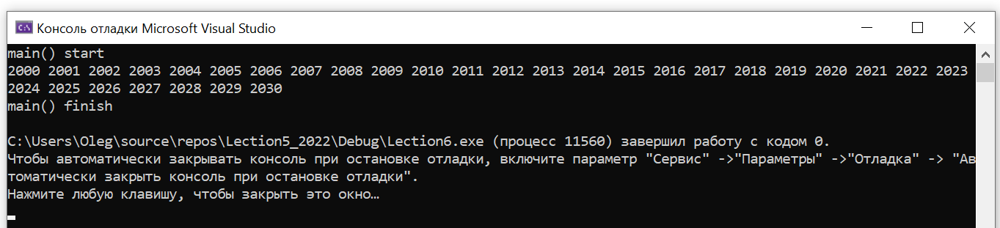 Консоль отладки Microsoft Visual Studio
main() start
2000 2001 2002 2003 2004 2005 2006 2007 2008 2009 2010 2011 2012 2013 2014 2015 2016 2017 2018 2019 2020 2021 2022 2023
2024 2025 2026 2027 2028 2029 2030
main() finish
C:\Users\Oleg\source\repos\Lection5_2022\Debug\Lection6.exe (процесс 11560) завершил работу с кодом 0.
Чтобы автоматически закрывать консоль при остановке отладки, включите параметр "Сервис" ->"Параметры" ->"Отладка" -> "Ав
томатически закрыть консоль при остановке отладки".
Нажмите любую клавишу, чтобы закрыть это окно…